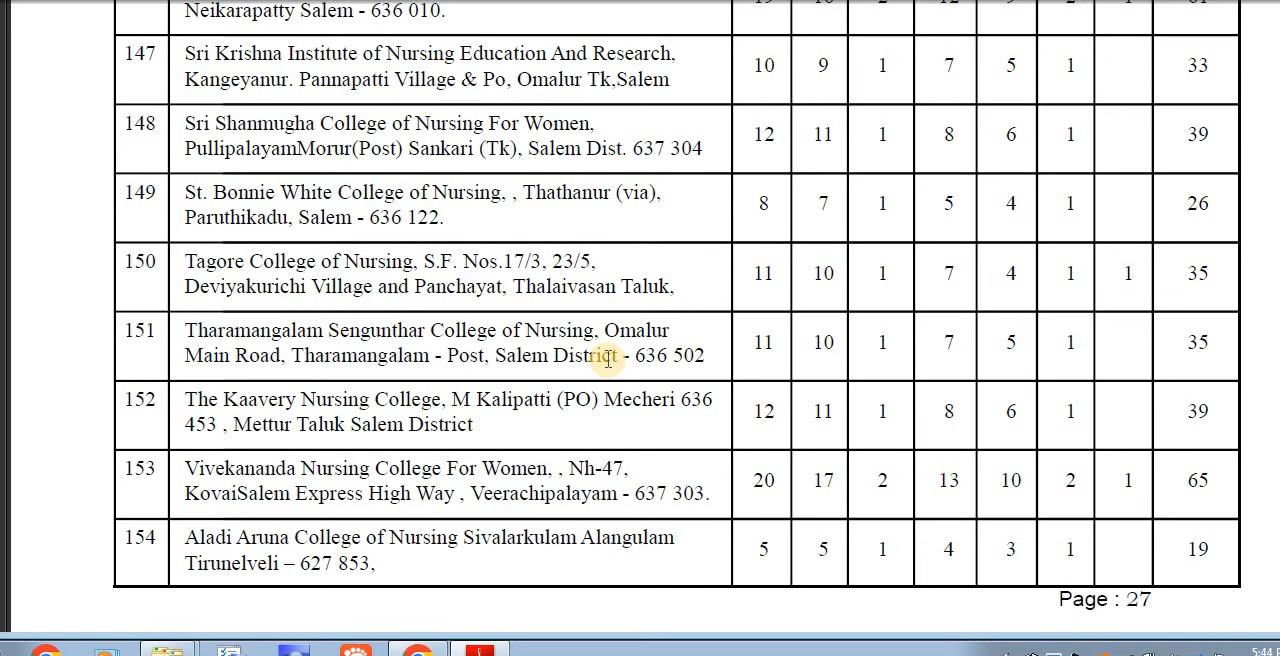 Neikarapatty Salem - 636 010.
147 Sri Krishna Institute of Nursing Education And Research, 10 9 1 7 5 1 33
Kangeyanur. Pannapatti Village & Po, Omalur Tk,Salem
148 Sri Shanmugha College of Nursing For Women, 12 11 1 8 6 1 39
PullipalayamMorur(Post) Sankari (Tk), Salem Dist. 637 304
149 St. Bonnie White College of Nursing, , Thathanur (via), 8 7 1 5 4 1 26
Paruthikadu, Salem - 636 122.
150 Tagore College of Nursing, S.F. Nos.17/3, 23/5, 11 10 1 7 4 1 1 35
Deviyakurichi Village and Panchayat, Thalaivasan Taluk,
151 Tharamangalam Sengunthar College of Nursing, Omalur 11 10 1 7 5 1 35
Main Road, Tharamangalam - Post, Salem District - 636 502
152 The Kaavery Nursing College, M Kalipatti (PO) Mecheri 636 12 11 1 8 6 1 39
453 , Mettur Taluk Salem District
153 Vivekananda Nursing College For Women, , Nh-47, 20 17 2 13 10 2 1 65
KovaiSalem Express High Way , Veerachipalayam - 637 303.
154 Aladi Aruna College of Nursing Sivalarkulam Alangulam 5 5 1 4 3 1 19
Tirunelveli – 627 853,
Page : 27
5:44